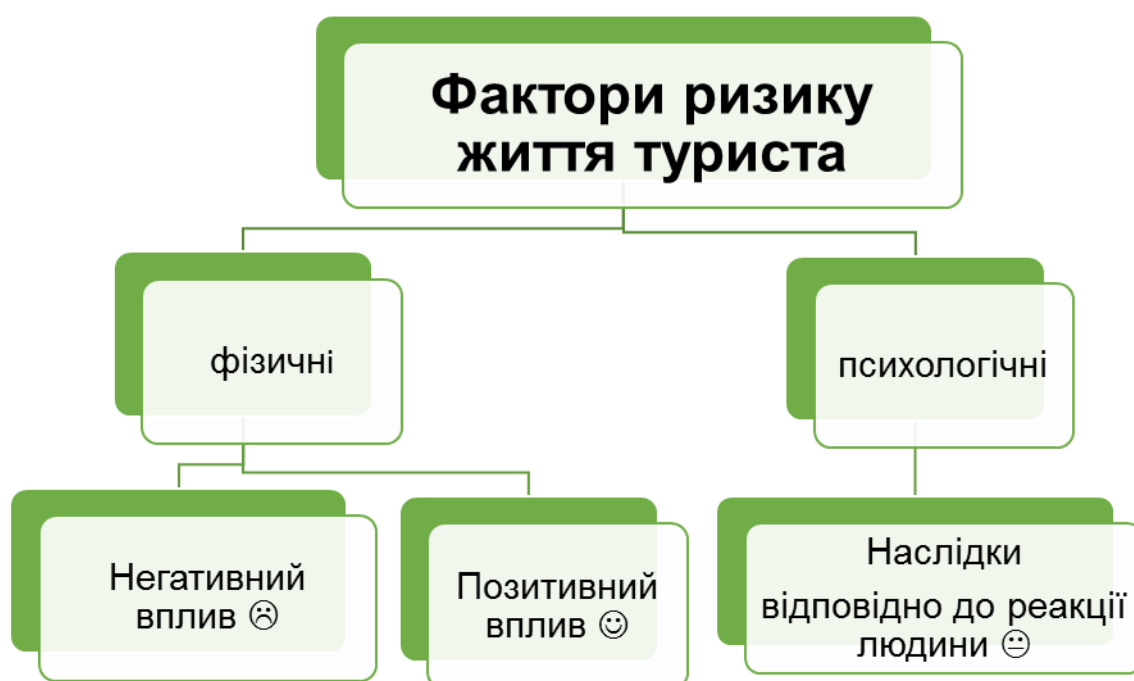 Фактори ризику
життя туриста
фізичні
психологічні
Негативний
вплив ☹
Позитивний
вплив ☺
Наслідки
відповідно до реакції
людини 😐